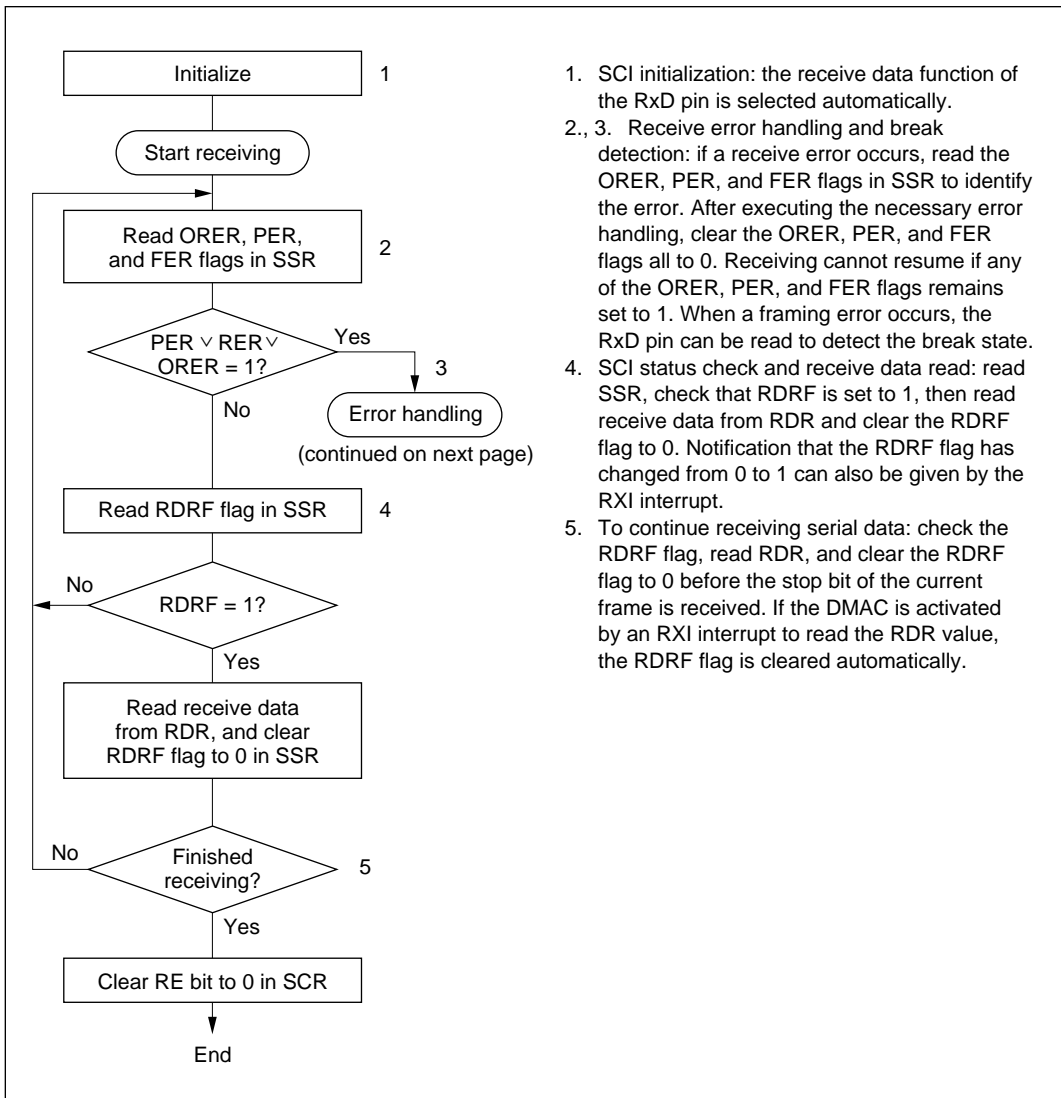 Initialize
1
Start receiving
Read ORER, PER,
and FER flags in SSR
2
PER ∨ RER ∨
ORER = 1?
Yes
3
No
Error handling
(continued on next page)
Read RDRF flag in SSR
4
No
RDRF = 1?
Yes
Read receive data
from RDR, and clear
RDRF flag to 0 in SSR
No
Finished
receiving?
5
Yes
Clear RE bit to 0 in SCR
End
1. SCI initialization: the receive data function of
the RxD pin is selected automatically.
2., 3. Receive error handling and break
detection: if a receive error occurs, read the
ORER, PER, and FER flags in SSR to identify
the error. After executing the necessary error
handling, clear the ORER, PER, and FER
flags all to 0. Receiving cannot resume if any
of the ORER, PER, and FER flags remains
set to 1. When a framing error occurs, the
RxD pin can be read to detect the break state.
4. SCI status check and receive data read: read
SSR, check that RDRF is set to 1, then read
receive data from RDR and clear the RDRF
flag to 0. Notification that the RDRF flag has
changed from 0 to 1 can also be given by the
RXI interrupt.
5. To continue receiving serial data: check the
RDRF flag, read RDR, and clear the RDRF
flag to 0 before the stop bit of the current
frame is received. If the DMAC is activated
by an RXI interrupt to read the RDR value,
the RDRF flag is cleared automatically.